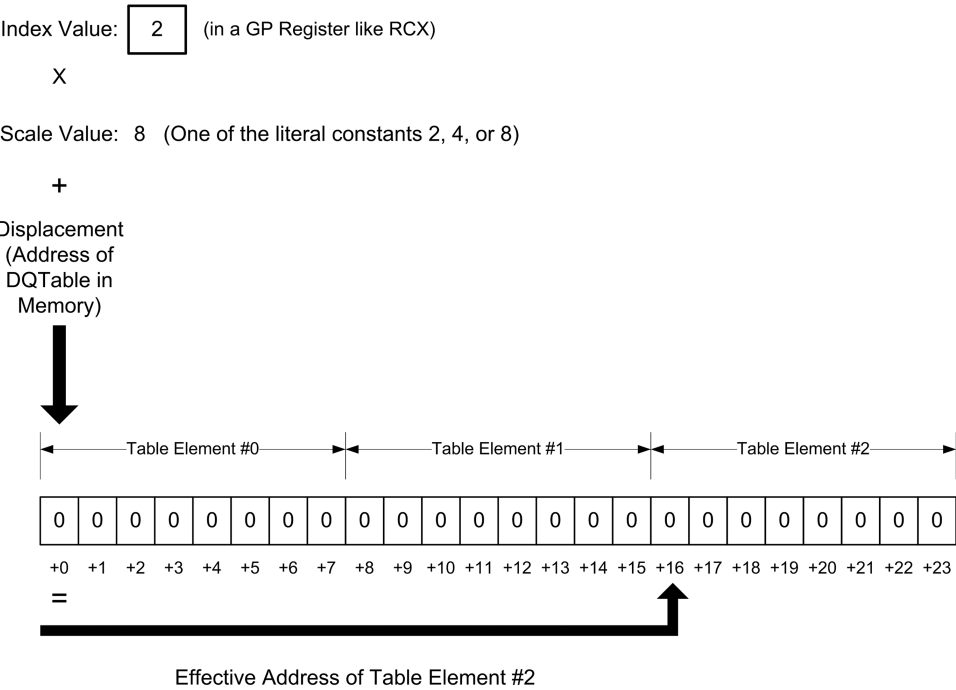 Index Value: 2 (in a GP Register like RCX)
X
Scale Value: 8 (One of the literal constants 2, 4, or 8)
+
Displacement
(Address of
DQTable in
Memory)
Table Element #0 Table Element #1 Table Element #2
0 0 0 0 0 0 0 0 0 0 0 0 0 0 0 0 0 0 0 0 0 0 0 0
+0 +1 +2 +3 +4 +5 +6 +7 +8 +9 +10 +11 +12 +13 +14 +15 +16 +17 +18 +19 +20 +21 +22 +23
=
Effective Address of Table Element #2